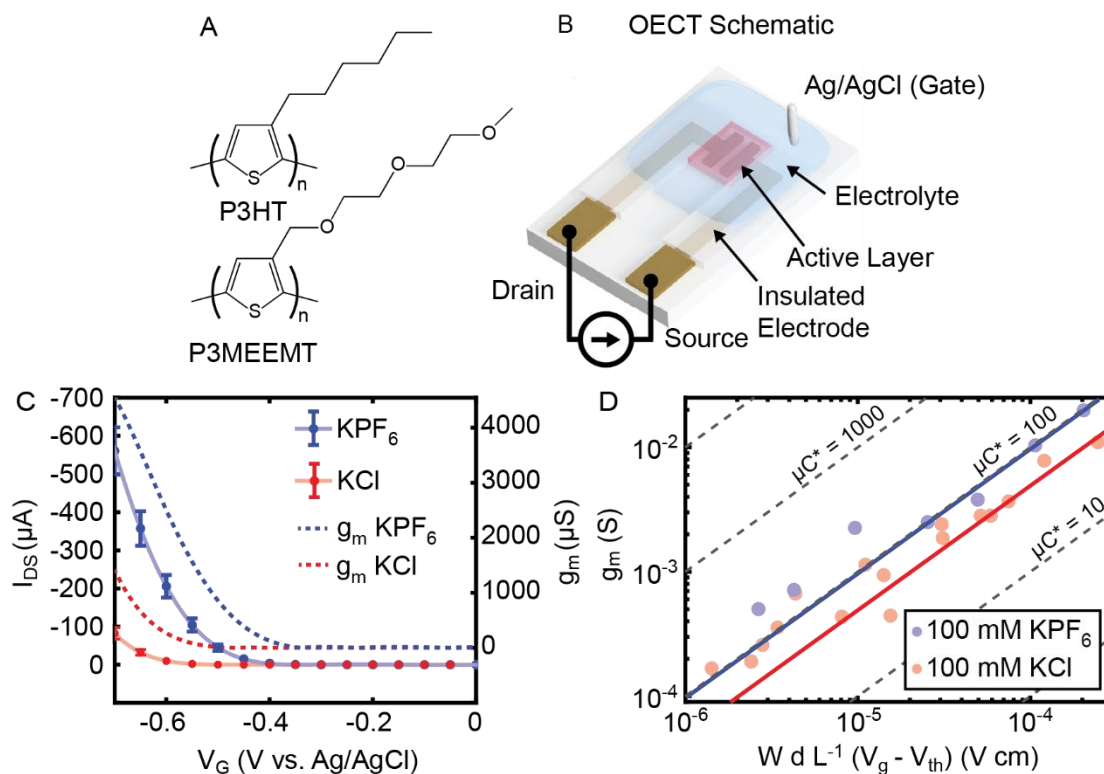 A
S
n
P3HT
O
O
O
S
n
P3MEEMT
B OECT Schematic
Ag/AgCl (Gate)
Electrolyte
Active Layer
Insulated
Electrode
Source
Drain
C
-700
-600
-500
-400
-300
-200
-100
0
I_DS (µA)
KPF₆
KCl
g_m KPF₆
g_m KCl
4000
3000
2000
1000
0
g_m (µS)
-0.6 -0.4 -0.2 0
V_G (V vs. Ag/AgCl)
D
10⁻²
10⁻³
10⁻⁴
g_m (S)
µC* = 1000
µC* = 100
µC* = 10
100 mM KPF₆
100 mM KCl
10⁻⁶ 10⁻⁵ 10⁻⁴
W d L⁻¹ (V_g - V_th) (V cm)